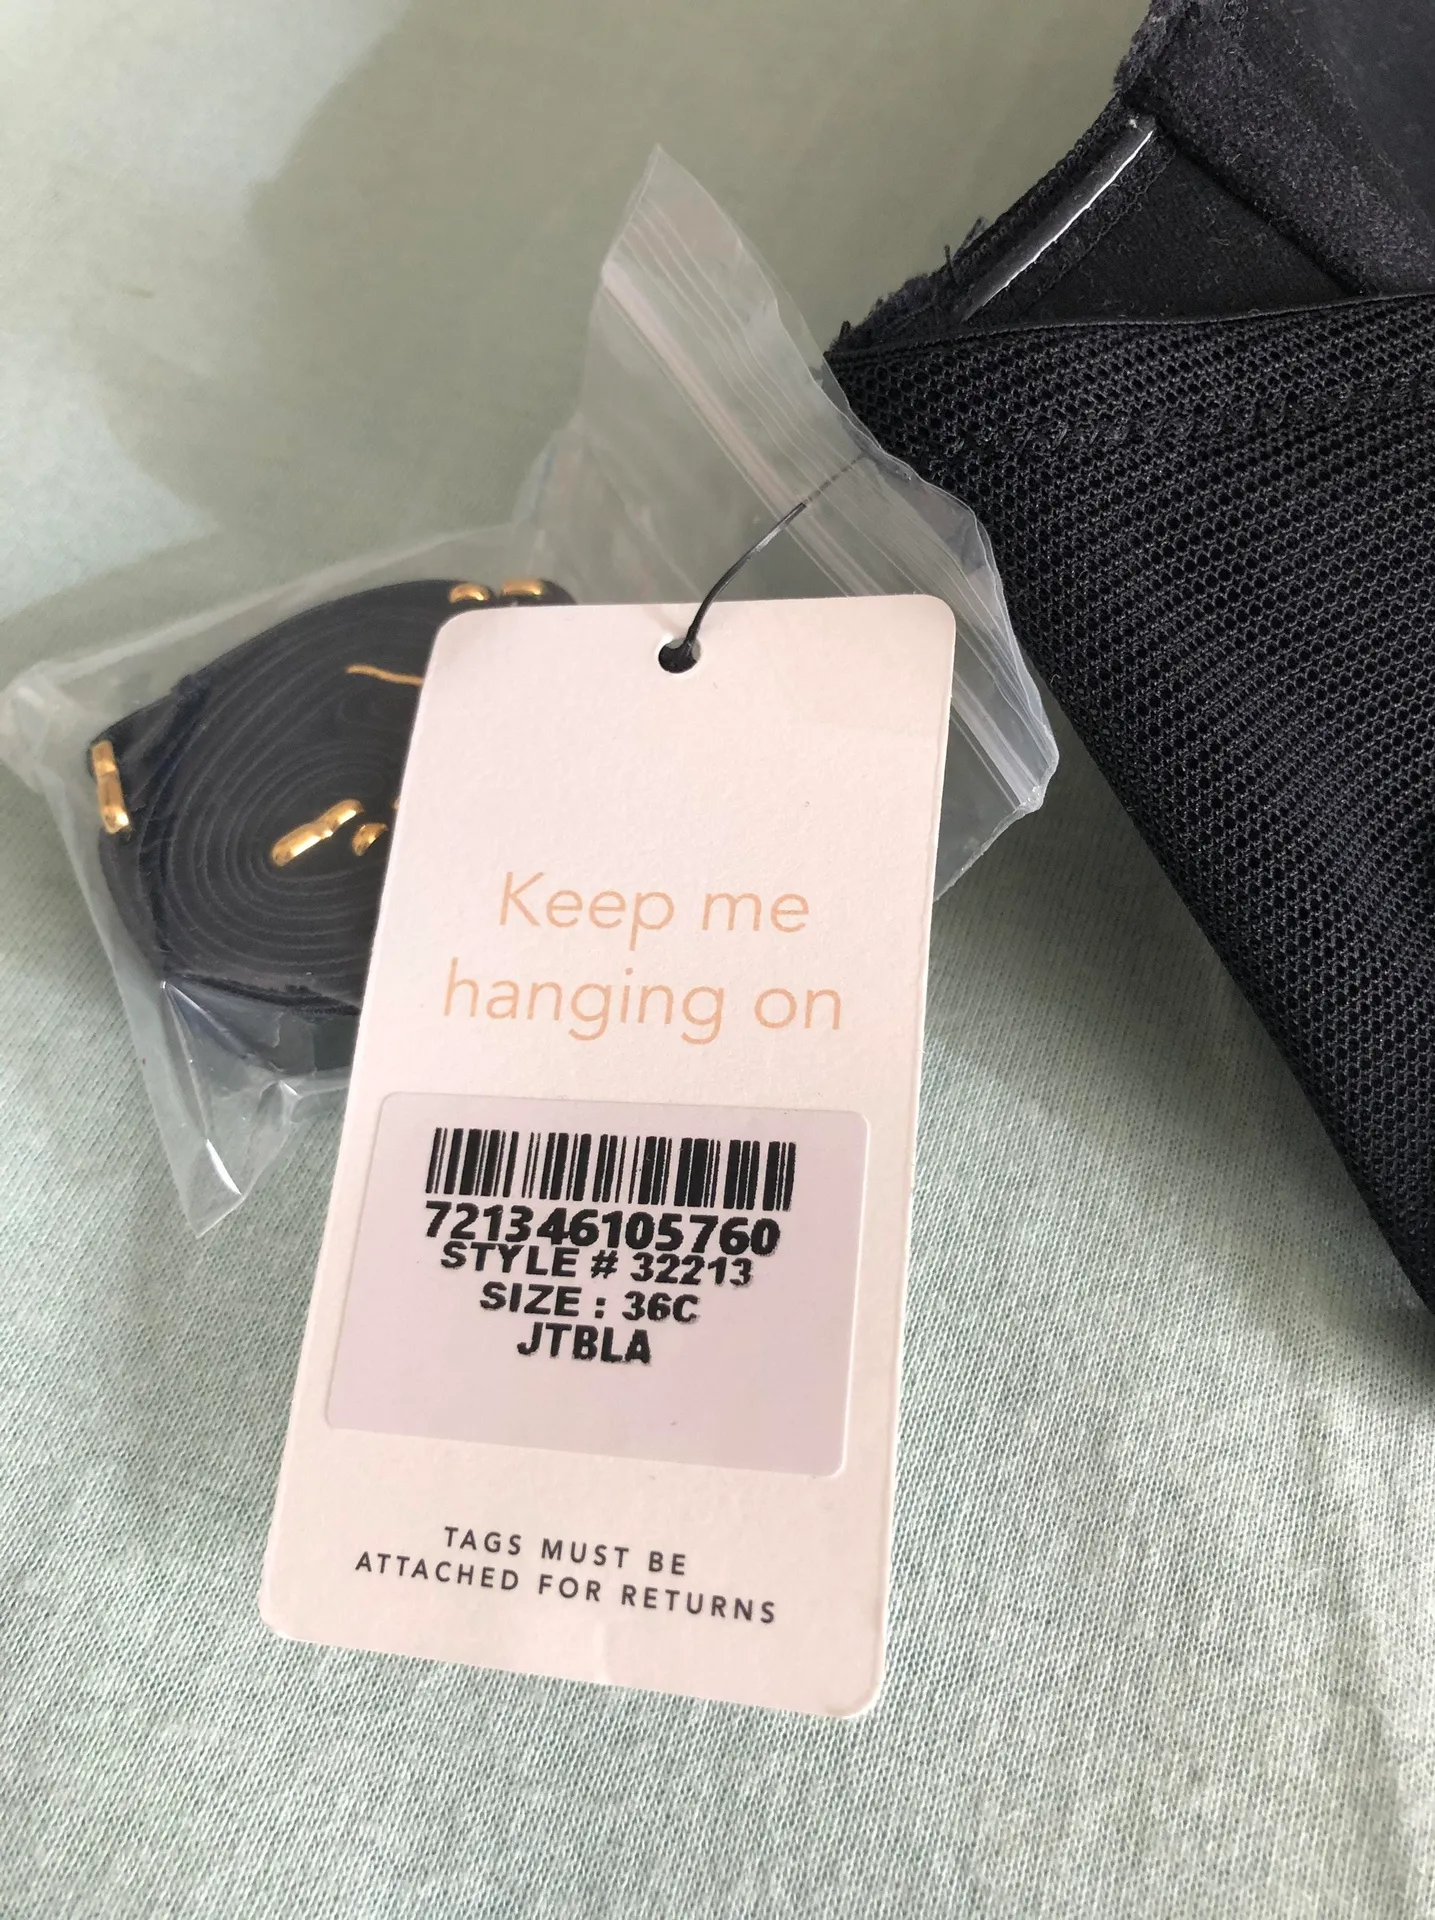 Keep me
hanging on
721346105760
STYLE # 32213
SIZE : 36C
JTBLA
TAGS MUST BE
ATTACHED FOR RETURNS